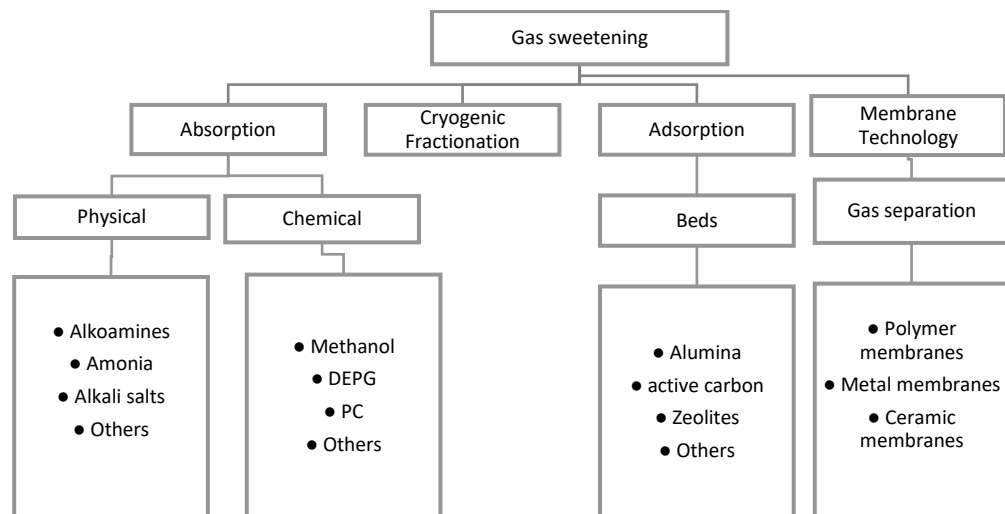 Gas sweetening
Absorption
Cryogenic
Fractionation
Adsorption
Membrane
Technology
Physical
Chemical
Beds
Gas separation
● Alkoamines
● Amonia
● Alkali salts
● Others
● Methanol
● DEPG
● PC
● Others
● Alumina
● active carbon
● Zeolites
● Others
● Polymer
membranes
● Metal membranes
● Ceramic
membranes